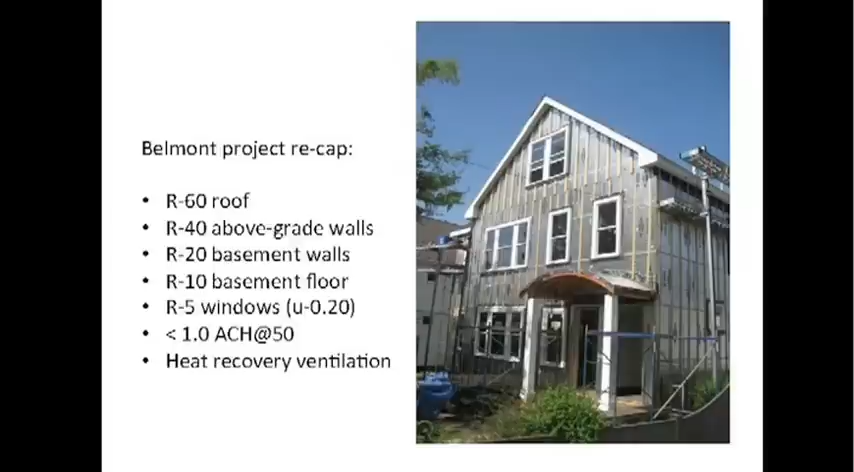 Belmont project re-cap:
• R-60 roof
• R-40 above-grade walls
• R-20 basement walls
• R-10 basement floor
• R-5 windows (u-0.20)
• < 1.0 ACH@50
• Heat recovery ventilation